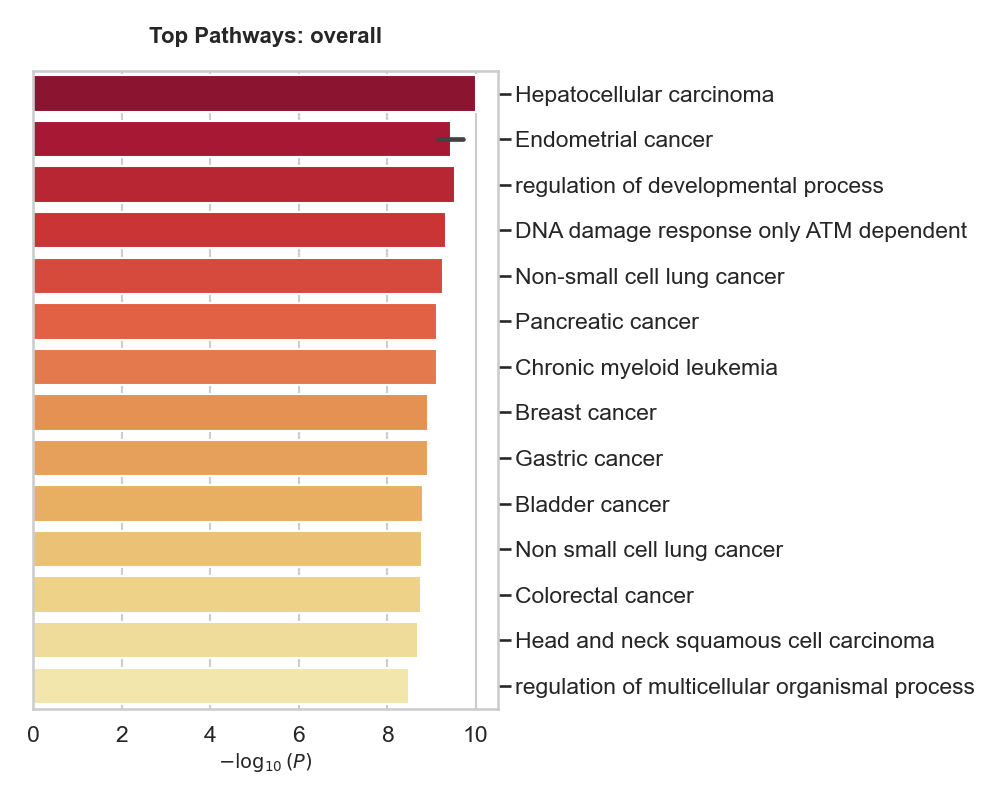 Top Pathways: overall
Hepatocellular carcinoma
Endometrial cancer
regulation of developmental process
DNA damage response only ATM dependent
Non-small cell lung cancer
Pancreatic cancer
Chronic myeloid leukemia
Breast cancer
Gastric cancer
Bladder cancer
Non small cell lung cancer
Colorectal cancer
Head and neck squamous cell carcinoma
regulation of multicellular organismal process
0 2 4 6 8 10
−log₁₀ (P)